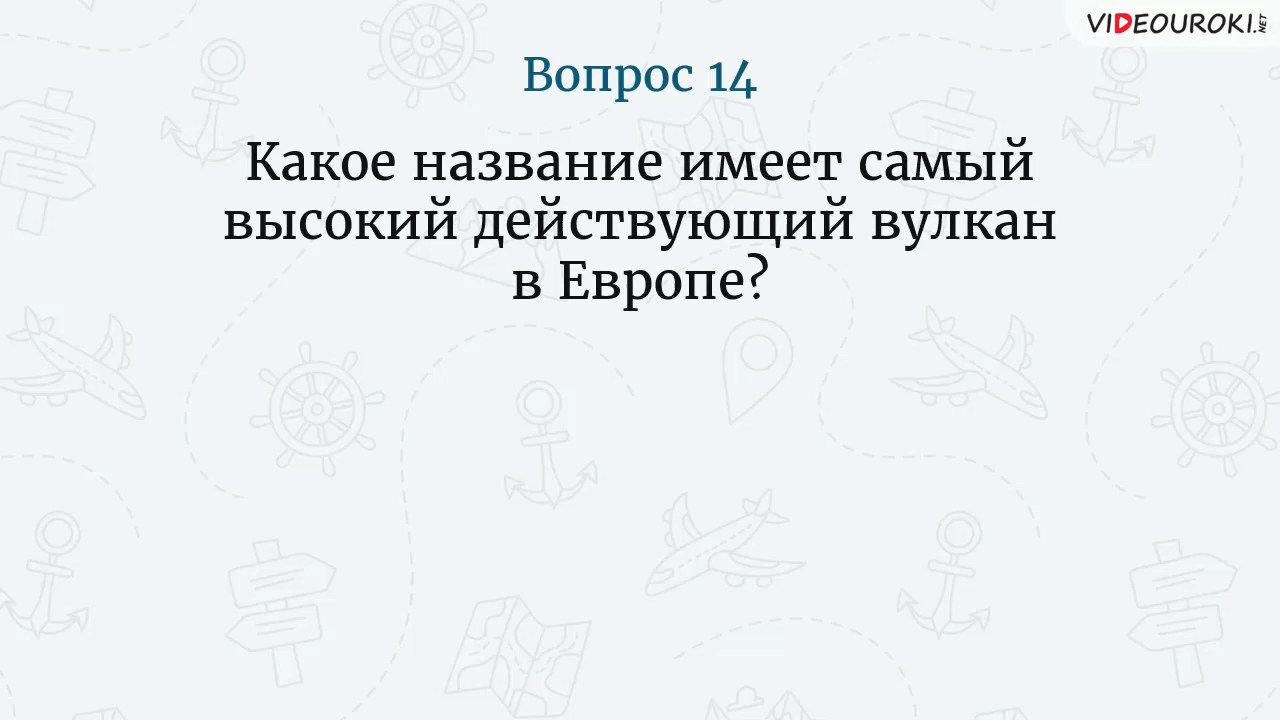 VIDEOUROKI.NET
Вопрос 14
Какое название имеет самый
высокий действующий вулкан
в Европе?